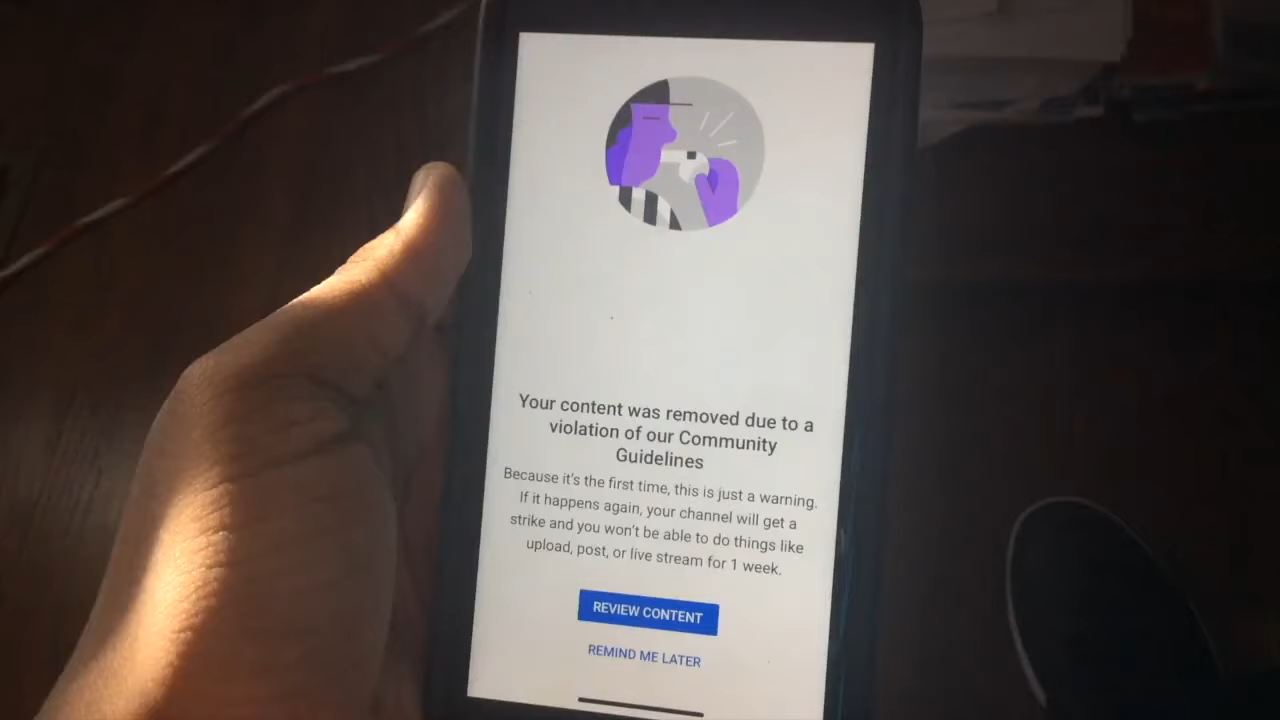 Your content was removed due to a
violation of our Community
Guidelines
Because it's the first time, this is just a warning.
If it happens again, your channel will get a
strike and you won't be able to do things like
upload, post, or live stream for 1 week.
REVIEW CONTENT
REMIND ME LATER